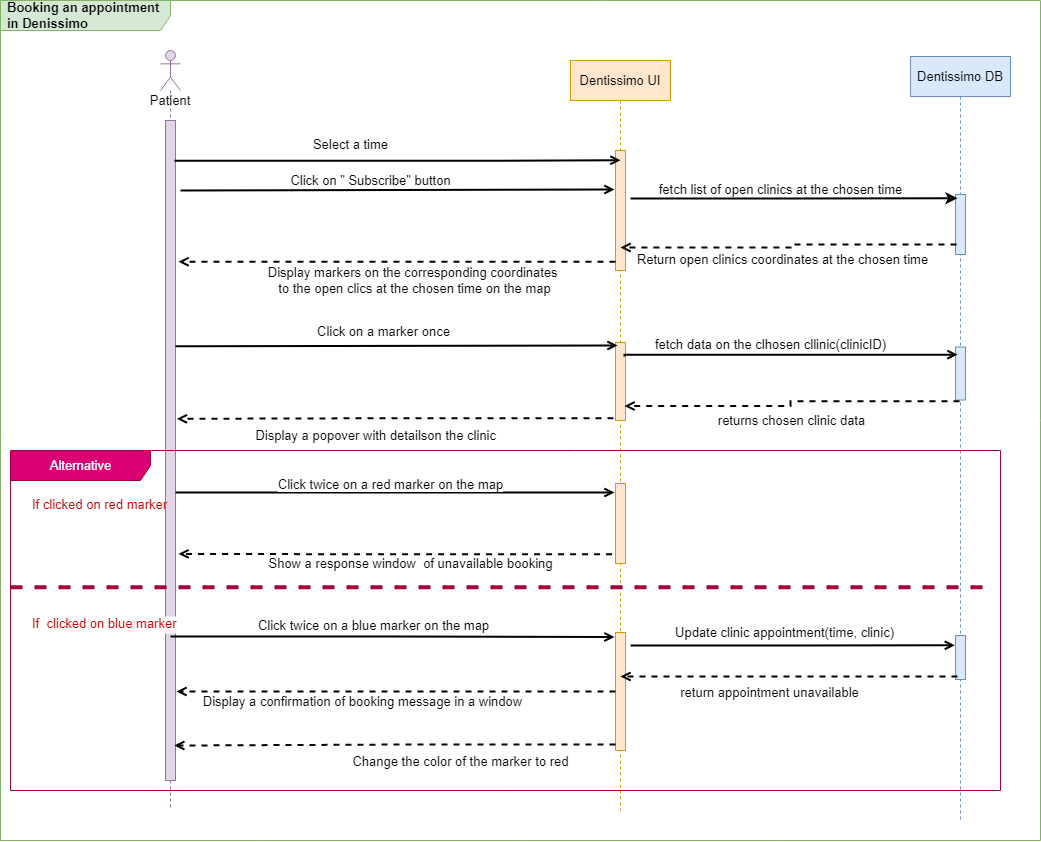 Booking an appointment
in Denissimo
Patient
Dentissimo UI
Dentissimo DB
Select a time
Click on " Subscribe" button
fetch list of open clinics at the chosen time
Return open clinics coordinates at the chosen time
Display markers on the corresponding coordinates
to the open clics at the chosen time on the map
Click on a marker once
fetch data on the clhosen cllinic(clinicID)
returns chosen clinic data
Display a popover with detailson the clinic
Alternative
Click twice on a red marker on the map
If clicked on red marker
Show a response window of unavailable booking
If clicked on blue marker
Click twice on a blue marker on the map
Update clinic appointment(time, clinic)
return appointment unavailable
Display a confirmation of booking message in a window
Change the color of the marker to red